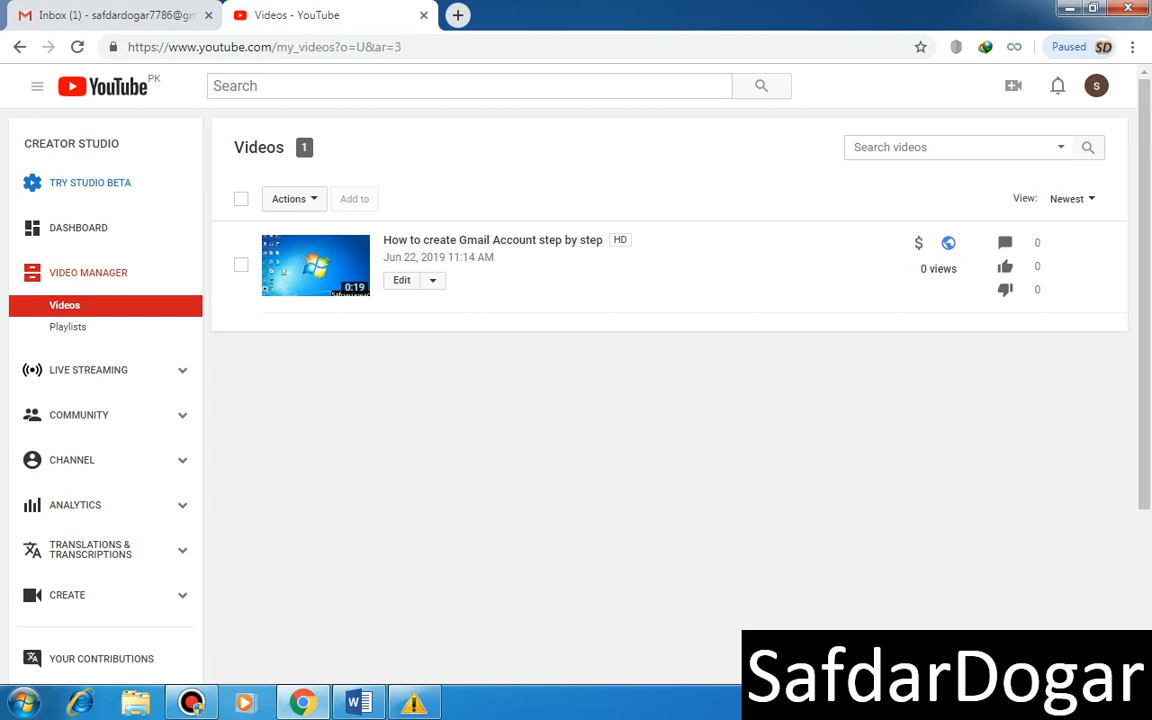 Inbox (1) - safdardogar7786@gm
Videos - YouTube
https://www.youtube.com/my_videos?o=U&ar=3
Paused
SD
YouTube PK
Search
s
CREATOR STUDIO
TRY STUDIO BETA
DASHBOARD
VIDEO MANAGER
Videos
Playlists
LIVE STREAMING
COMMUNITY
CHANNEL
ANALYTICS
TRANSLATIONS &
TRANSCRIPTIONS
CREATE
YOUR CONTRIBUTIONS
Videos 1
Search videos
Actions
Add to
View: Newest
How to create Gmail Account step by step HD
Jun 22, 2019 11:14 AM
0:19
Edit
$
0 views
0
0
0
SafdarDogar